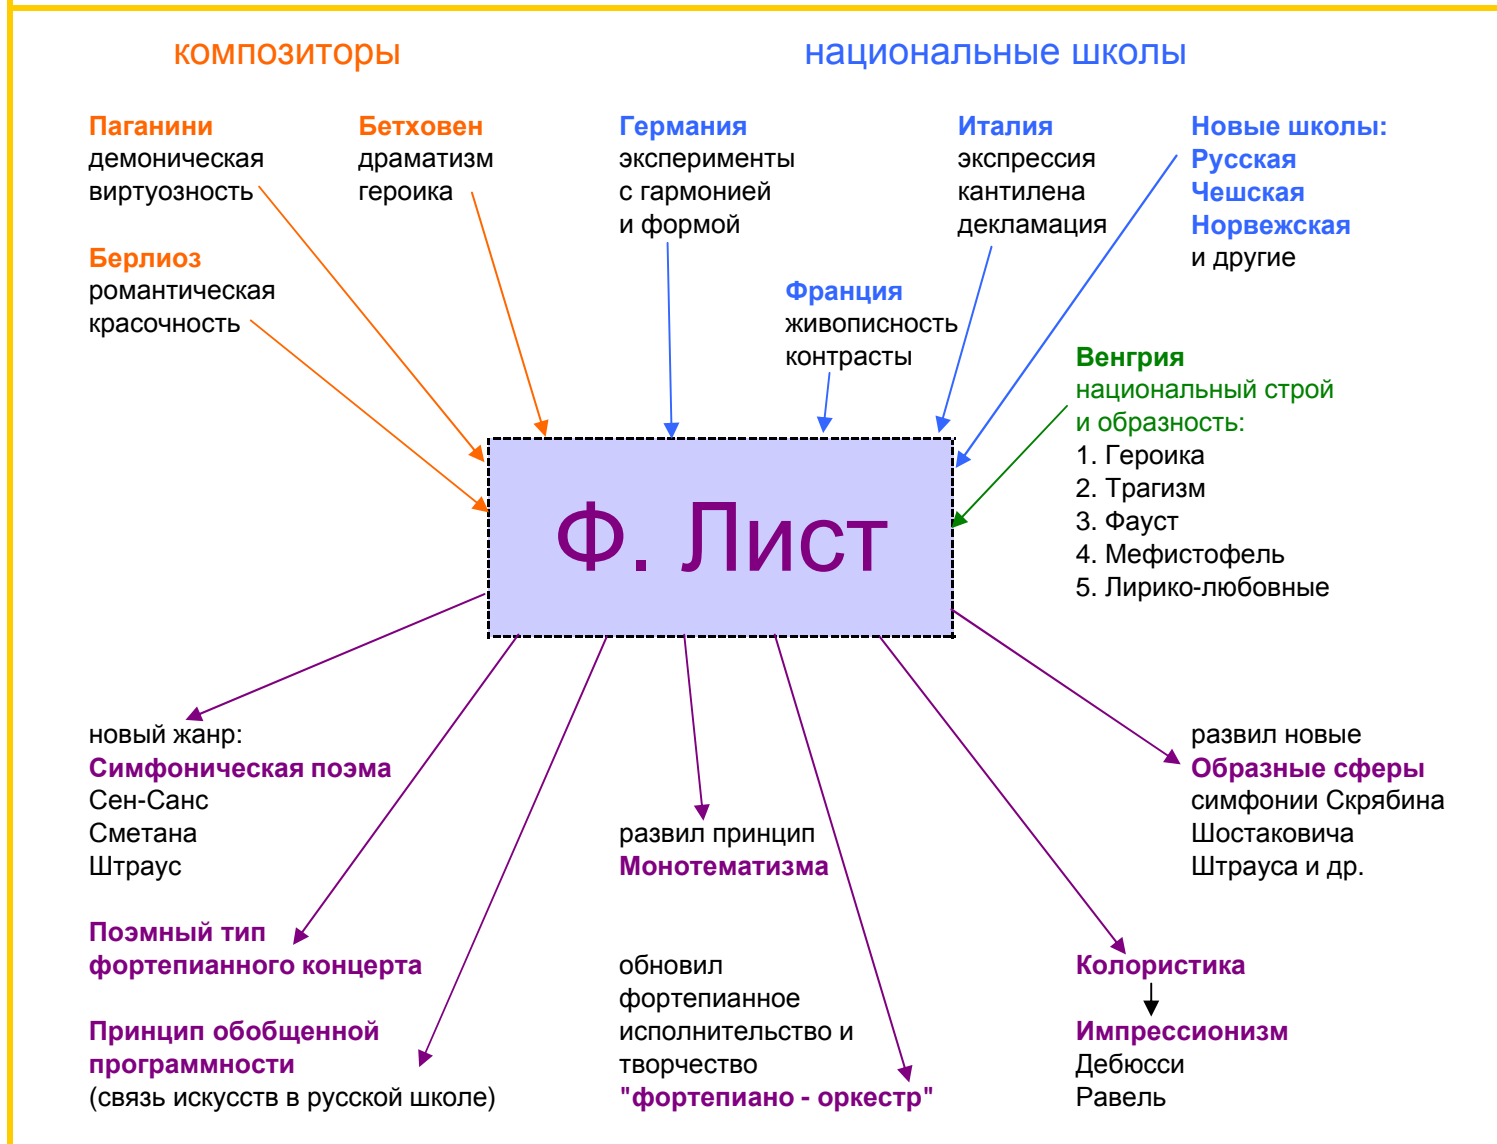 композиторы
национальные школы
Паганини
демоническая
виртуозность
Бетховен
драматизм
героика
Германия
эксперименты
с гармонией
и формой
Италия
экспрессия
кантилена
декламация
Новые школы:
Русская
Чешская
Норвежская
и другие
Берлиоз
романтическая
красочность
Франция
живописность
контрасты
Венгрия
национальный строй
и образность:
1. Героика
2. Трагизм
3. Фауст
4. Мефистофель
5. Лирико-любовные
Ф. Лист
новый жанр:
Симфоническая поэма
Сен-Санс
Сметана
Штраус
развил принцип
Монотематизма
развил новые
Образные сферы
симфонии Скрябина
Шостаковича
Штрауса и др.
Поэмный тип
фортепианного концерта
Принцип обобщенной
программности
(связь искусств в русской школе)
обновил
фортепианное
исполнительство и
творчество
"фортепиано - оркестр"
Колористика
Импрессионизм
Дебюсси
Равель